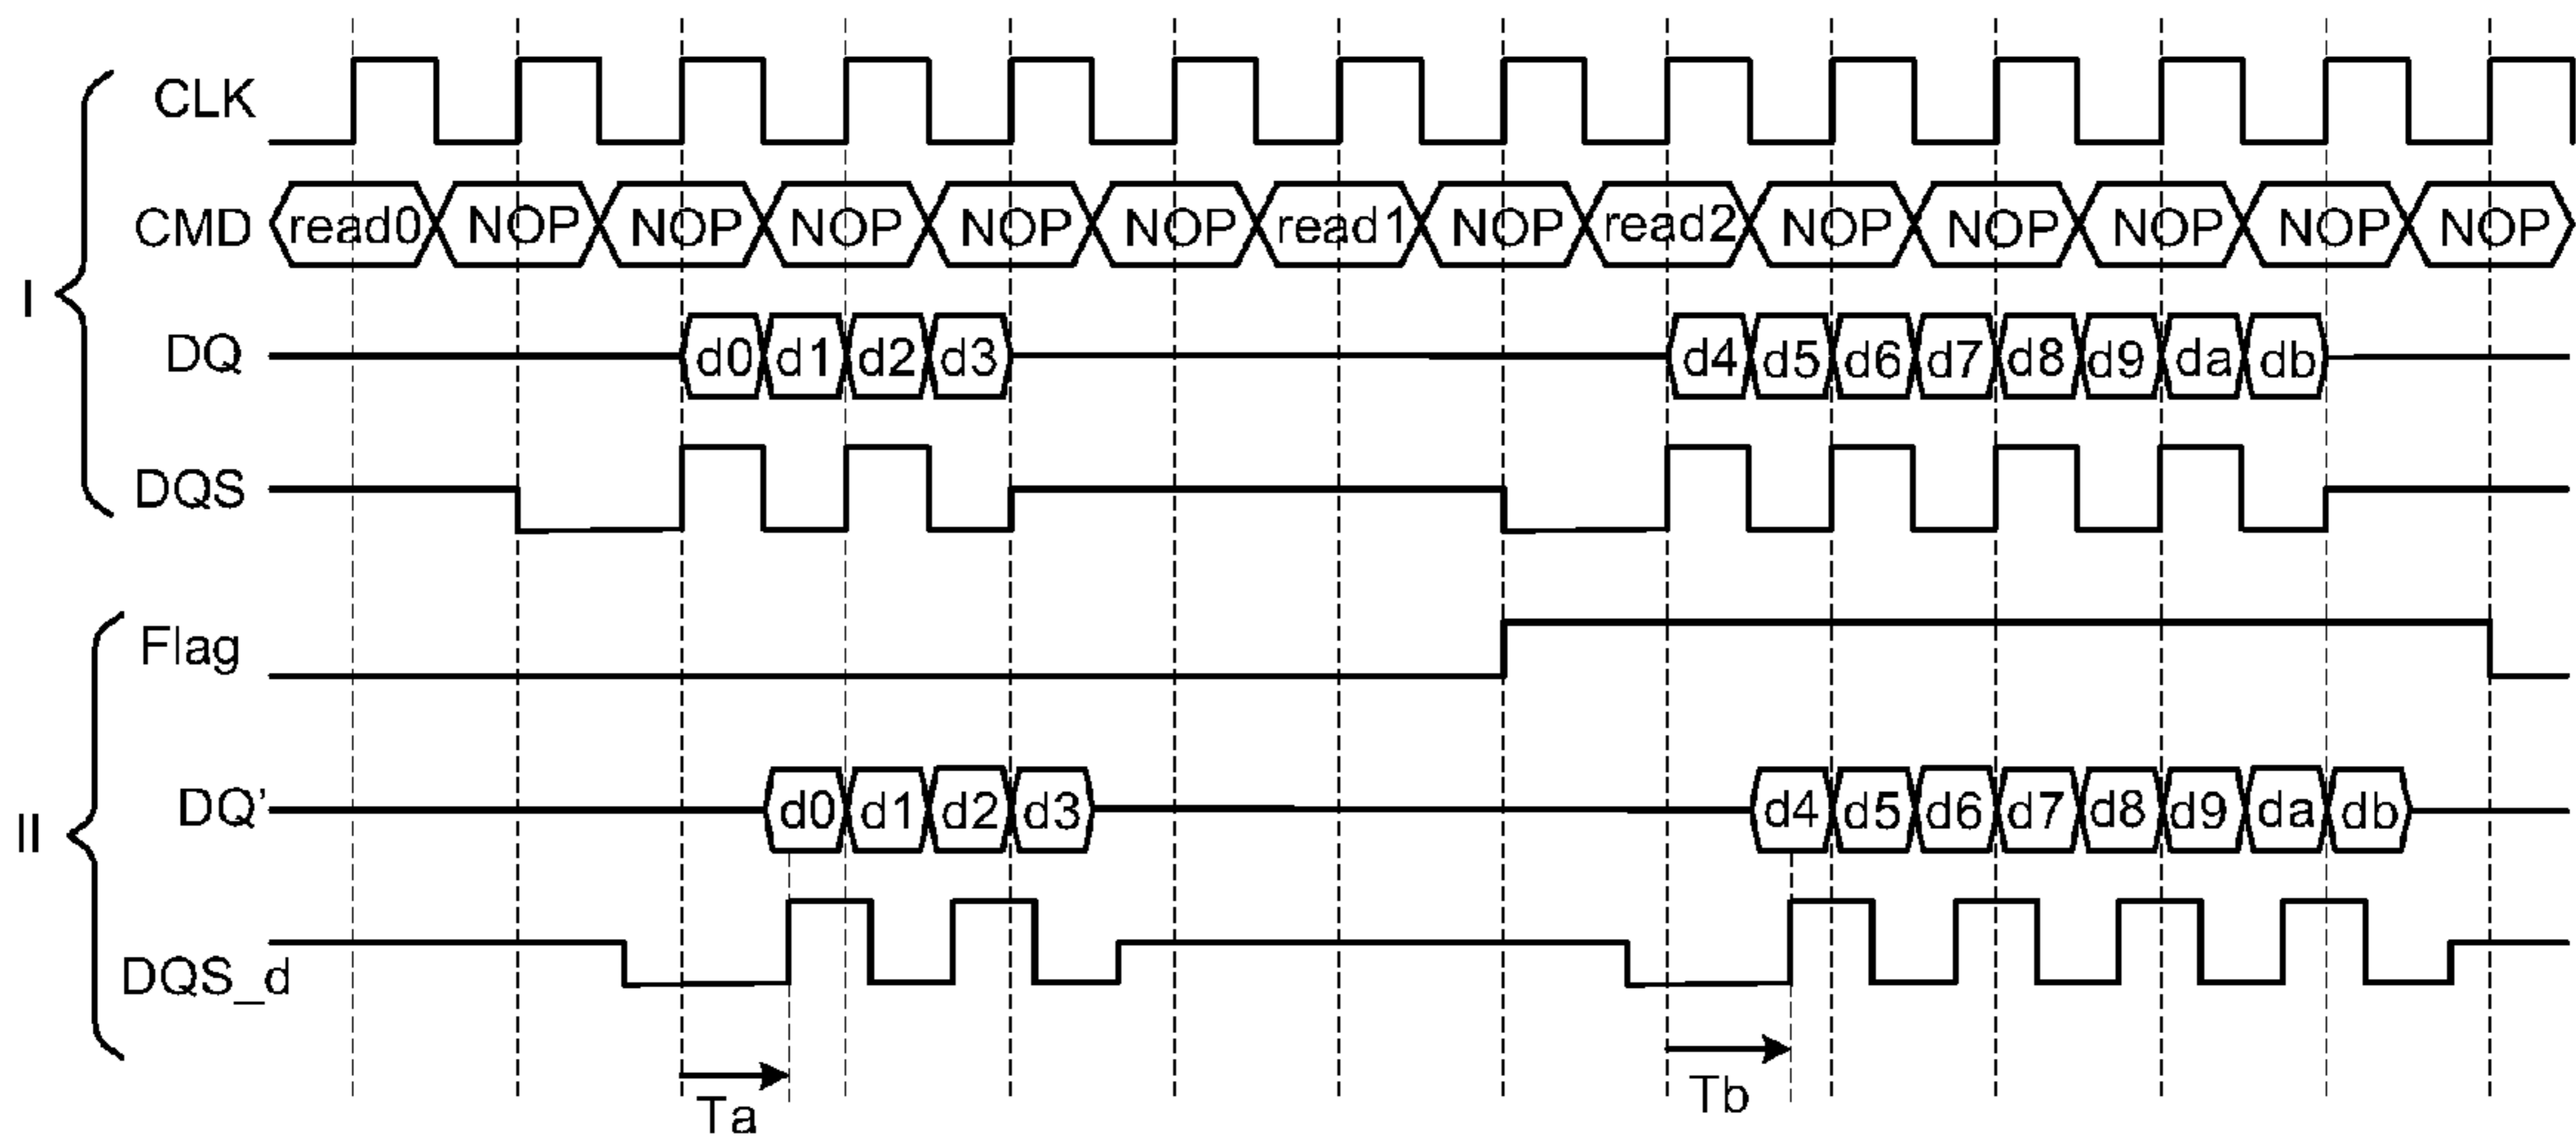 CLK
CMD read0 NOP NOP NOP NOP NOP read1 NOP read2 NOP NOP NOP NOP NOP
I
DQ d0 d1 d2 d3 d4 d5 d6 d7 d8 d9 da db
DQS
Flag
II
DQ' d0 d1 d2 d3 d4 d5 d6 d7 d8 d9 da db
DQS_d
Ta Tb